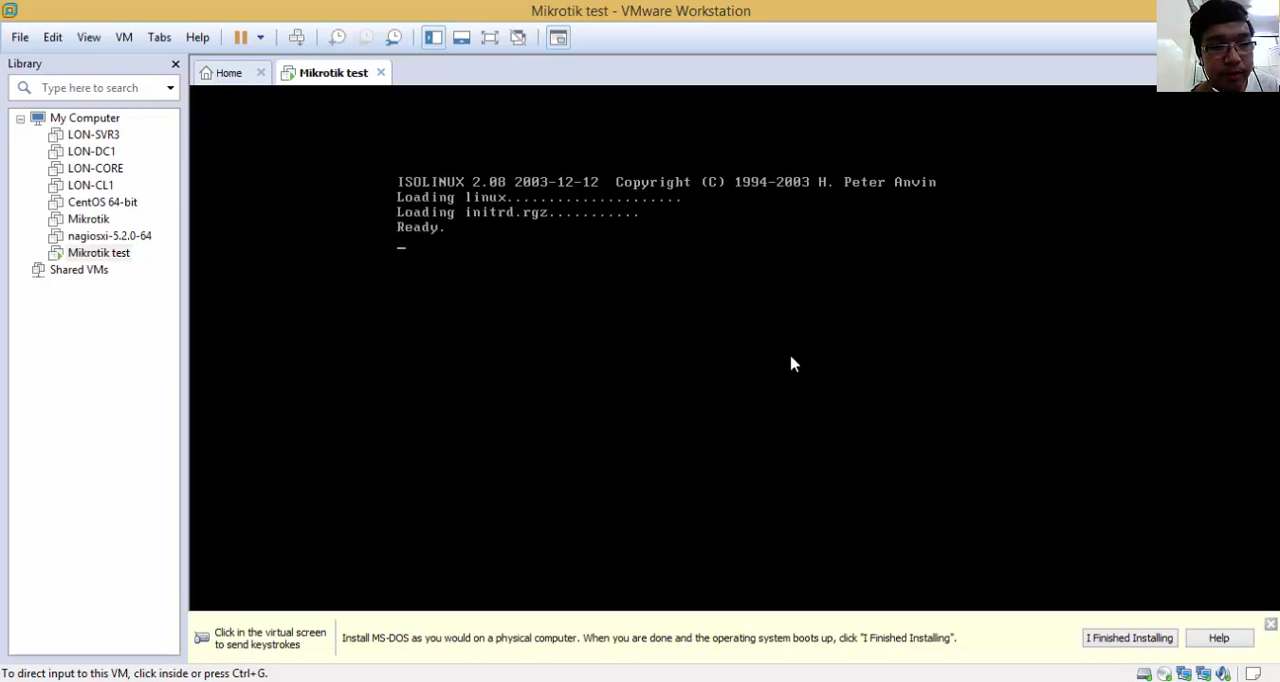 Mikrotik test - VMware Workstation
File Edit View VM Tabs Help
Library
Type here to search
My Computer
LON-SVR3
LON-DC1
LON-CORE
LON-CL1
CentOS 64-bit
Mikrotik
nagiosxi-5.2.0-64
Mikrotik test
Shared VMs
Home
Mikrotik test
ISOLINUX 2.08 2003-12-12  Copyright (C) 1994-2003 H. Peter Anvin
Loading linux......................
Loading initrd.rgz...........
Ready.
_
Click in the virtual screen
to send keystrokes
Install MS-DOS as you would on a physical computer. When you are done and the operating system boots up, click "I Finished Installing".
I Finished Installing
Help
To direct input to this VM, click inside or press Ctrl+G.